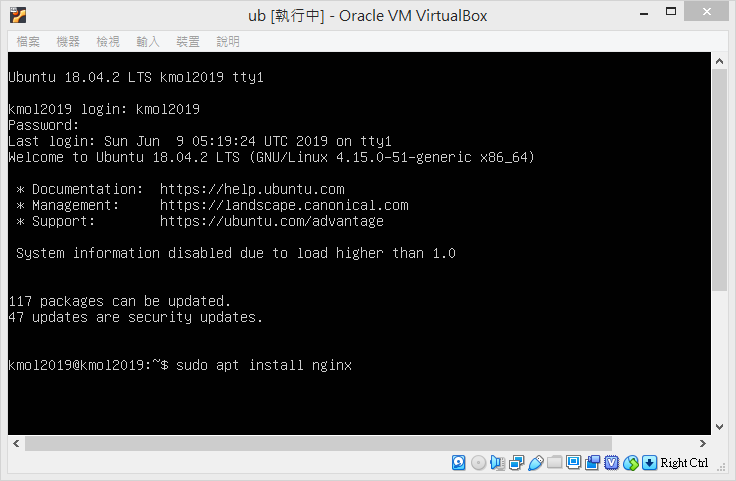 ub [執行中] - Oracle VM VirtualBox
檔案 機器 檢視 輸入 裝置 說明
Ubuntu 18.04.2 LTS kmol2019 tty1
kmol2019 login: kmol2019
Password:
Last login: Sun Jun  9 05:19:24 UTC 2019 on tty1
Welcome to Ubuntu 18.04.2 LTS (GNU/Linux 4.15.0-51-generic x86_64)
 * Documentation:  https://help.ubuntu.com
 * Management:     https://landscape.canonical.com
 * Support:        https://ubuntu.com/advantage
 System information disabled due to load higher than 1.0
117 packages can be updated.
47 updates are security updates.
kmol2019@kmol2019:~$ sudo apt install nginx
Right Ctrl